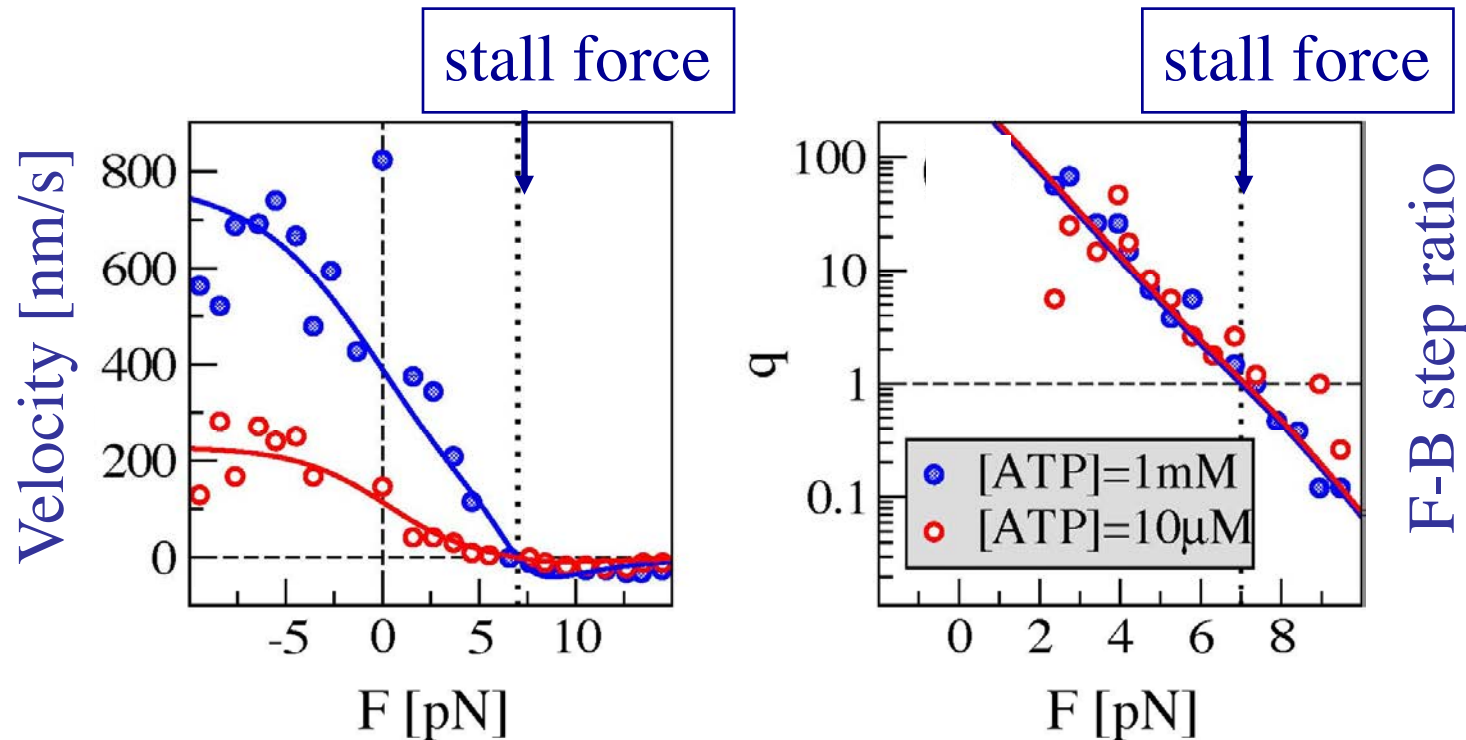 stall force
stall force
Velocity [nm/s]
800
600
400
200
0
-5 0 5 10
F [pN]
100
10
1
0.1
q
[ATP]=1mM
[ATP]=10μM
0 2 4 6 8
F [pN]
F-B step ratio